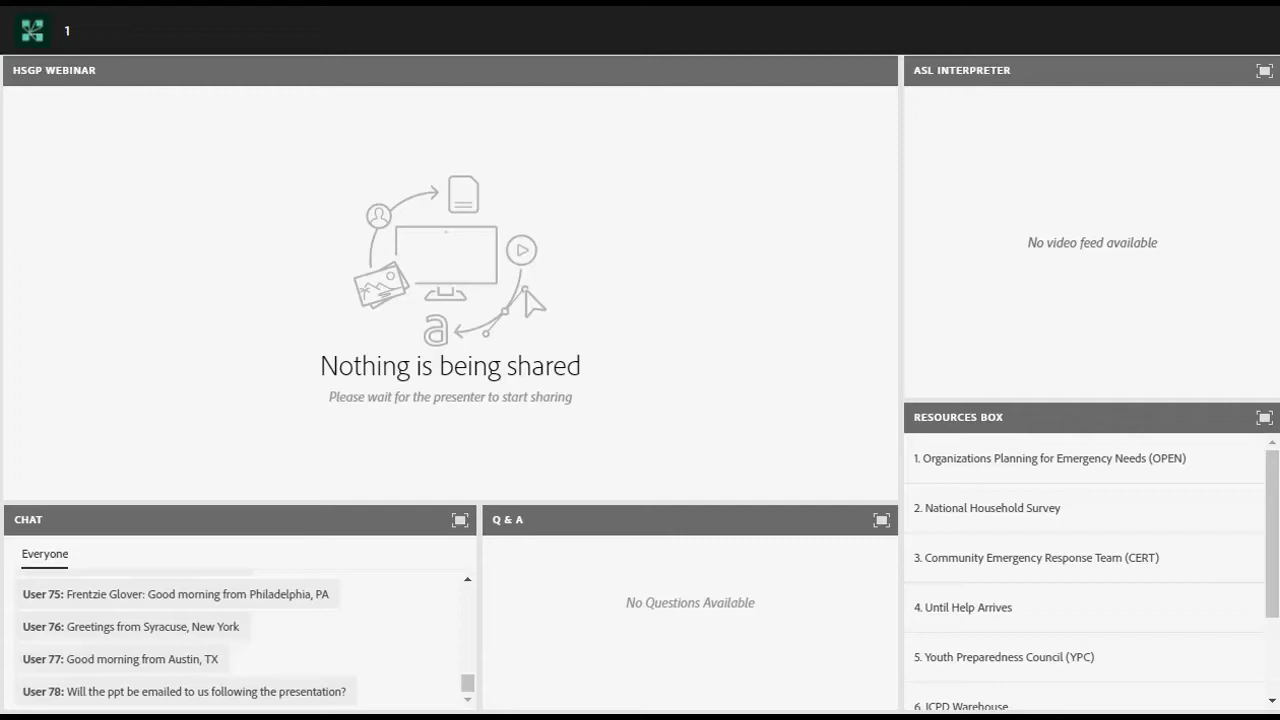 1
HSGP WEBINAR
Nothing is being shared
Please wait for the presenter to start sharing
ASL INTERPRETER
No video feed available
RESOURCES BOX
1. Organizations Planning for Emergency Needs (OPEN)
2. National Household Survey
3. Community Emergency Response Team (CERT)
4. Until Help Arrives
5. Youth Preparedness Council (YPC)
6. ICPD Warehouse
CHAT
Everyone
User 75: Frentzie Glover: Good morning from Philadelphia, PA
User 76: Greetings from Syracuse, New York
User 77: Good morning from Austin, TX
User 78: Will the ppt be emailed to us following the presentation?
Q & A
No Questions Available